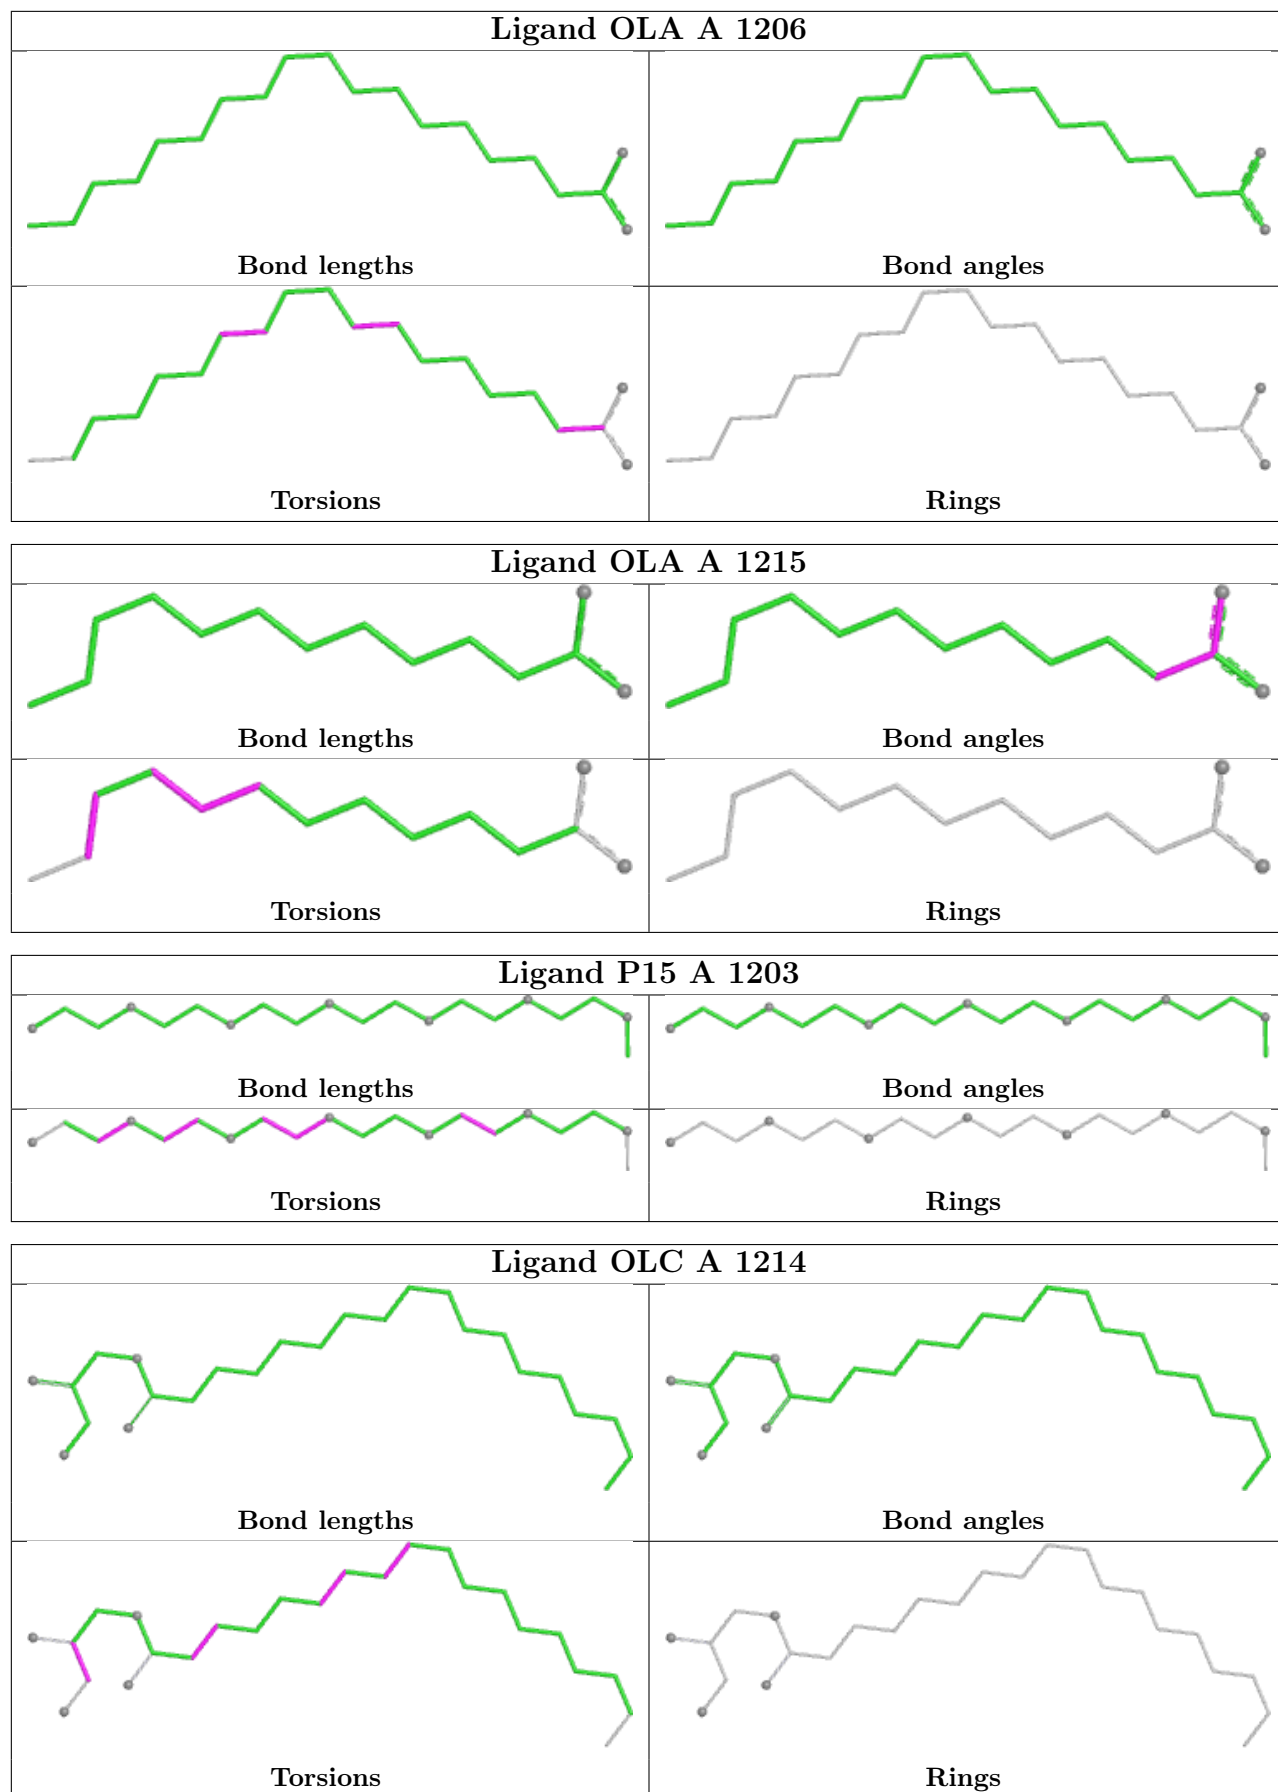 Ligand OLA A 1206
Bond lengths
Bond angles
Torsions
Rings
Ligand OLA A 1215
Bond lengths
Bond angles
Torsions
Rings
Ligand P15 A 1203
Bond lengths
Bond angles
Torsions
Rings
Ligand OLC A 1214
Bond lengths
Bond angles
Torsions
Rings